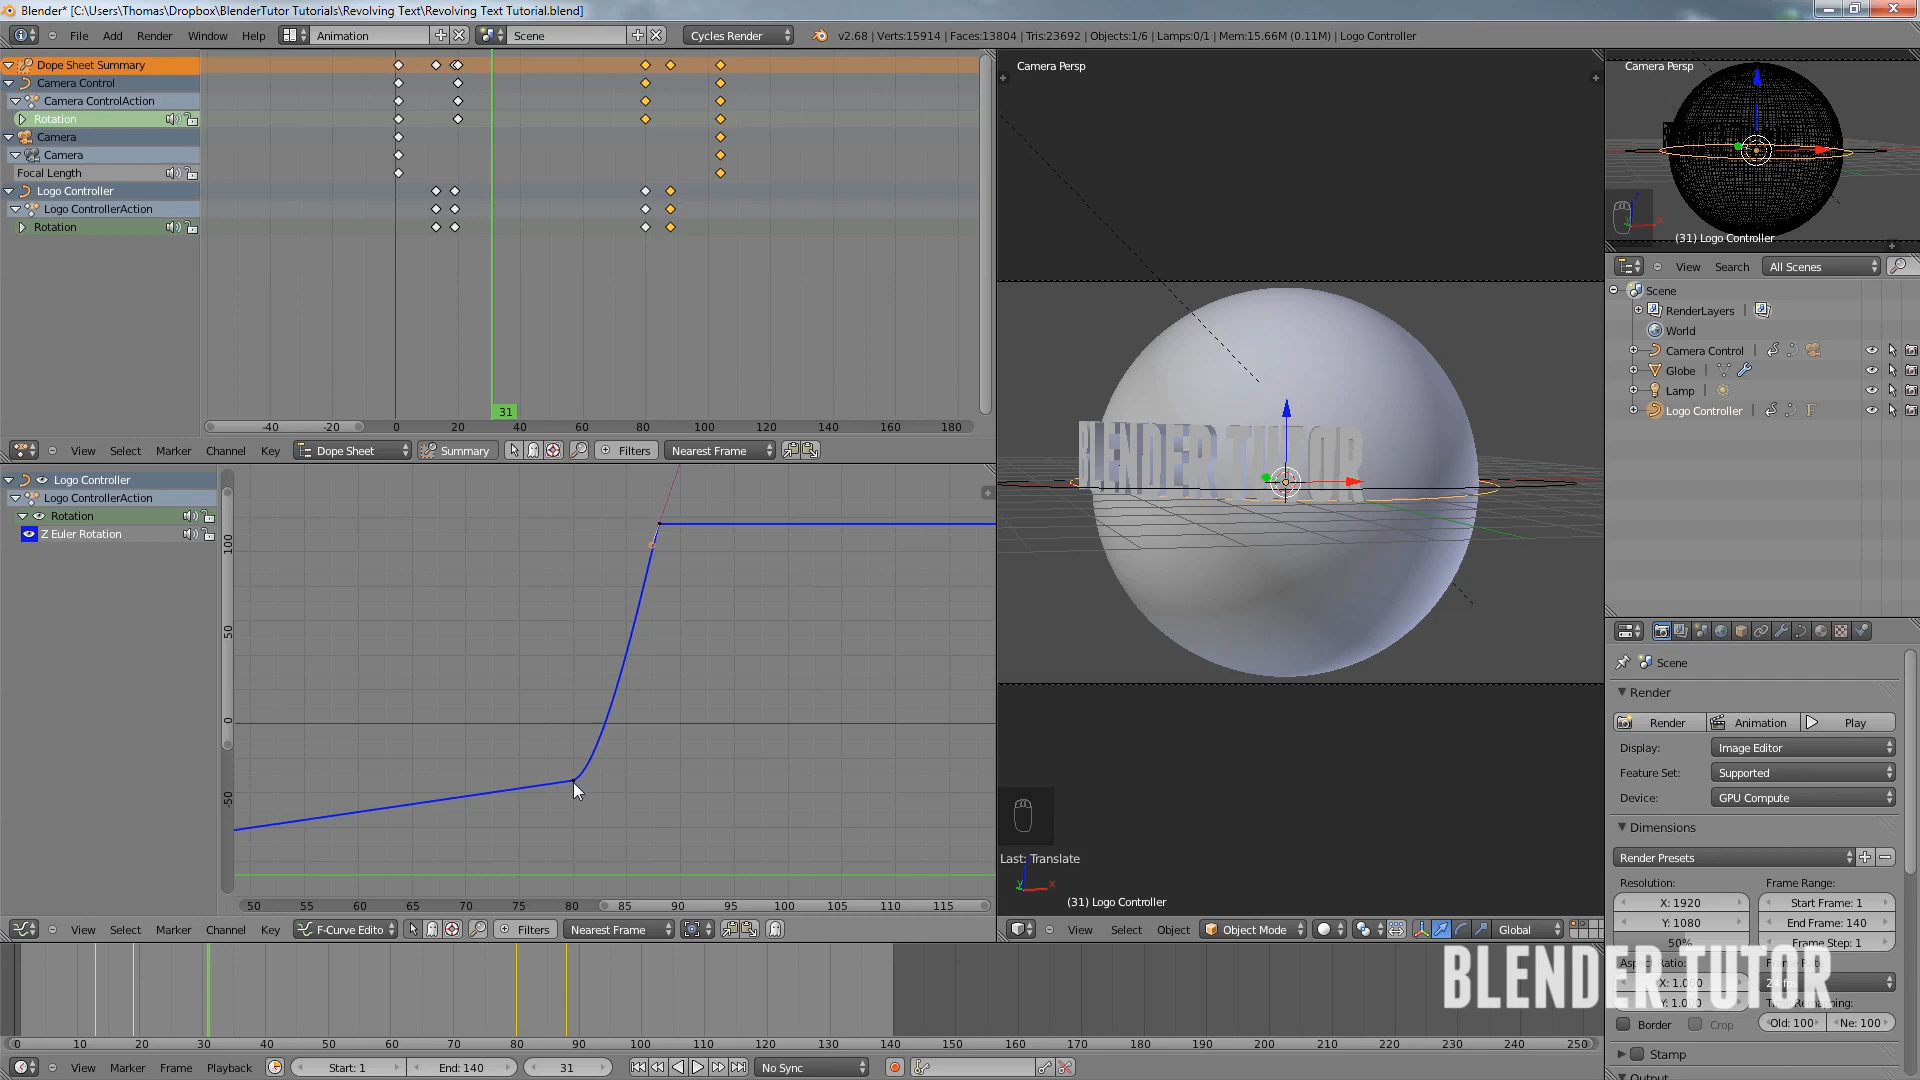 Blender* [C:\Users\Thomas\Dropbox\BlenderTutor Tutorials\Revolving Text\Revolving Text Tutorial.blend]
File Add Render Window Help Animation Scene Cycles Render v2.68 | Verts:15914 | Faces:13804 | Tris:23692 | Objects:1/6 | Lamps:0/1 | Mem:15.66M (0.11M) | Logo Controller
Dope Sheet Summary
Camera Control
Camera ControlAction
Rotation
Camera
Camera
Focal Length
Logo Controller
Logo ControllerAction
Rotation
31
-40 -20 0 20 40 60 80 100 120 140 160 180
View Select Marker Channel Key Dope Sheet Summary Filters Nearest Frame
Logo Controller
Logo ControllerAction
Rotation
Z Euler Rotation
100
50
0
-50
50 55 60 65 70 75 80 85 90 95 100 105 110 115
View Select Marker Channel Key F-Curve Edito Filters Nearest Frame
Camera Persp
BLENDER TUTOR
Last: Translate
(31) Logo Controller
View Select Object Object Mode Global
Camera Persp
(31) Logo Controller
View Search All Scenes
Scene
RenderLayers
World
Camera Control
Globe
Lamp
Logo Controller
Scene
Render
Render Animation Play
Display: Image Editor
Feature Set: Supported
Device: GPU Compute
Dimensions
Render Presets
Resolution: Frame Range:
X: 1920 Start Frame: 1
Y: 1080 End Frame: 140
50% Frame Step: 1
Aspect Ratio:
X: 1.000
Y: 1.000
Border Crop Old: 100 Ne: 100
Stamp
Output
BLENDER TUTOR
0 10 20 30 40 50 60 70 80 90 100 110 120 130 140 150 160 170 180 190 200 210 220 230 240 250
View Marker Frame Playback Start: 1 End: 140 31 No Sync